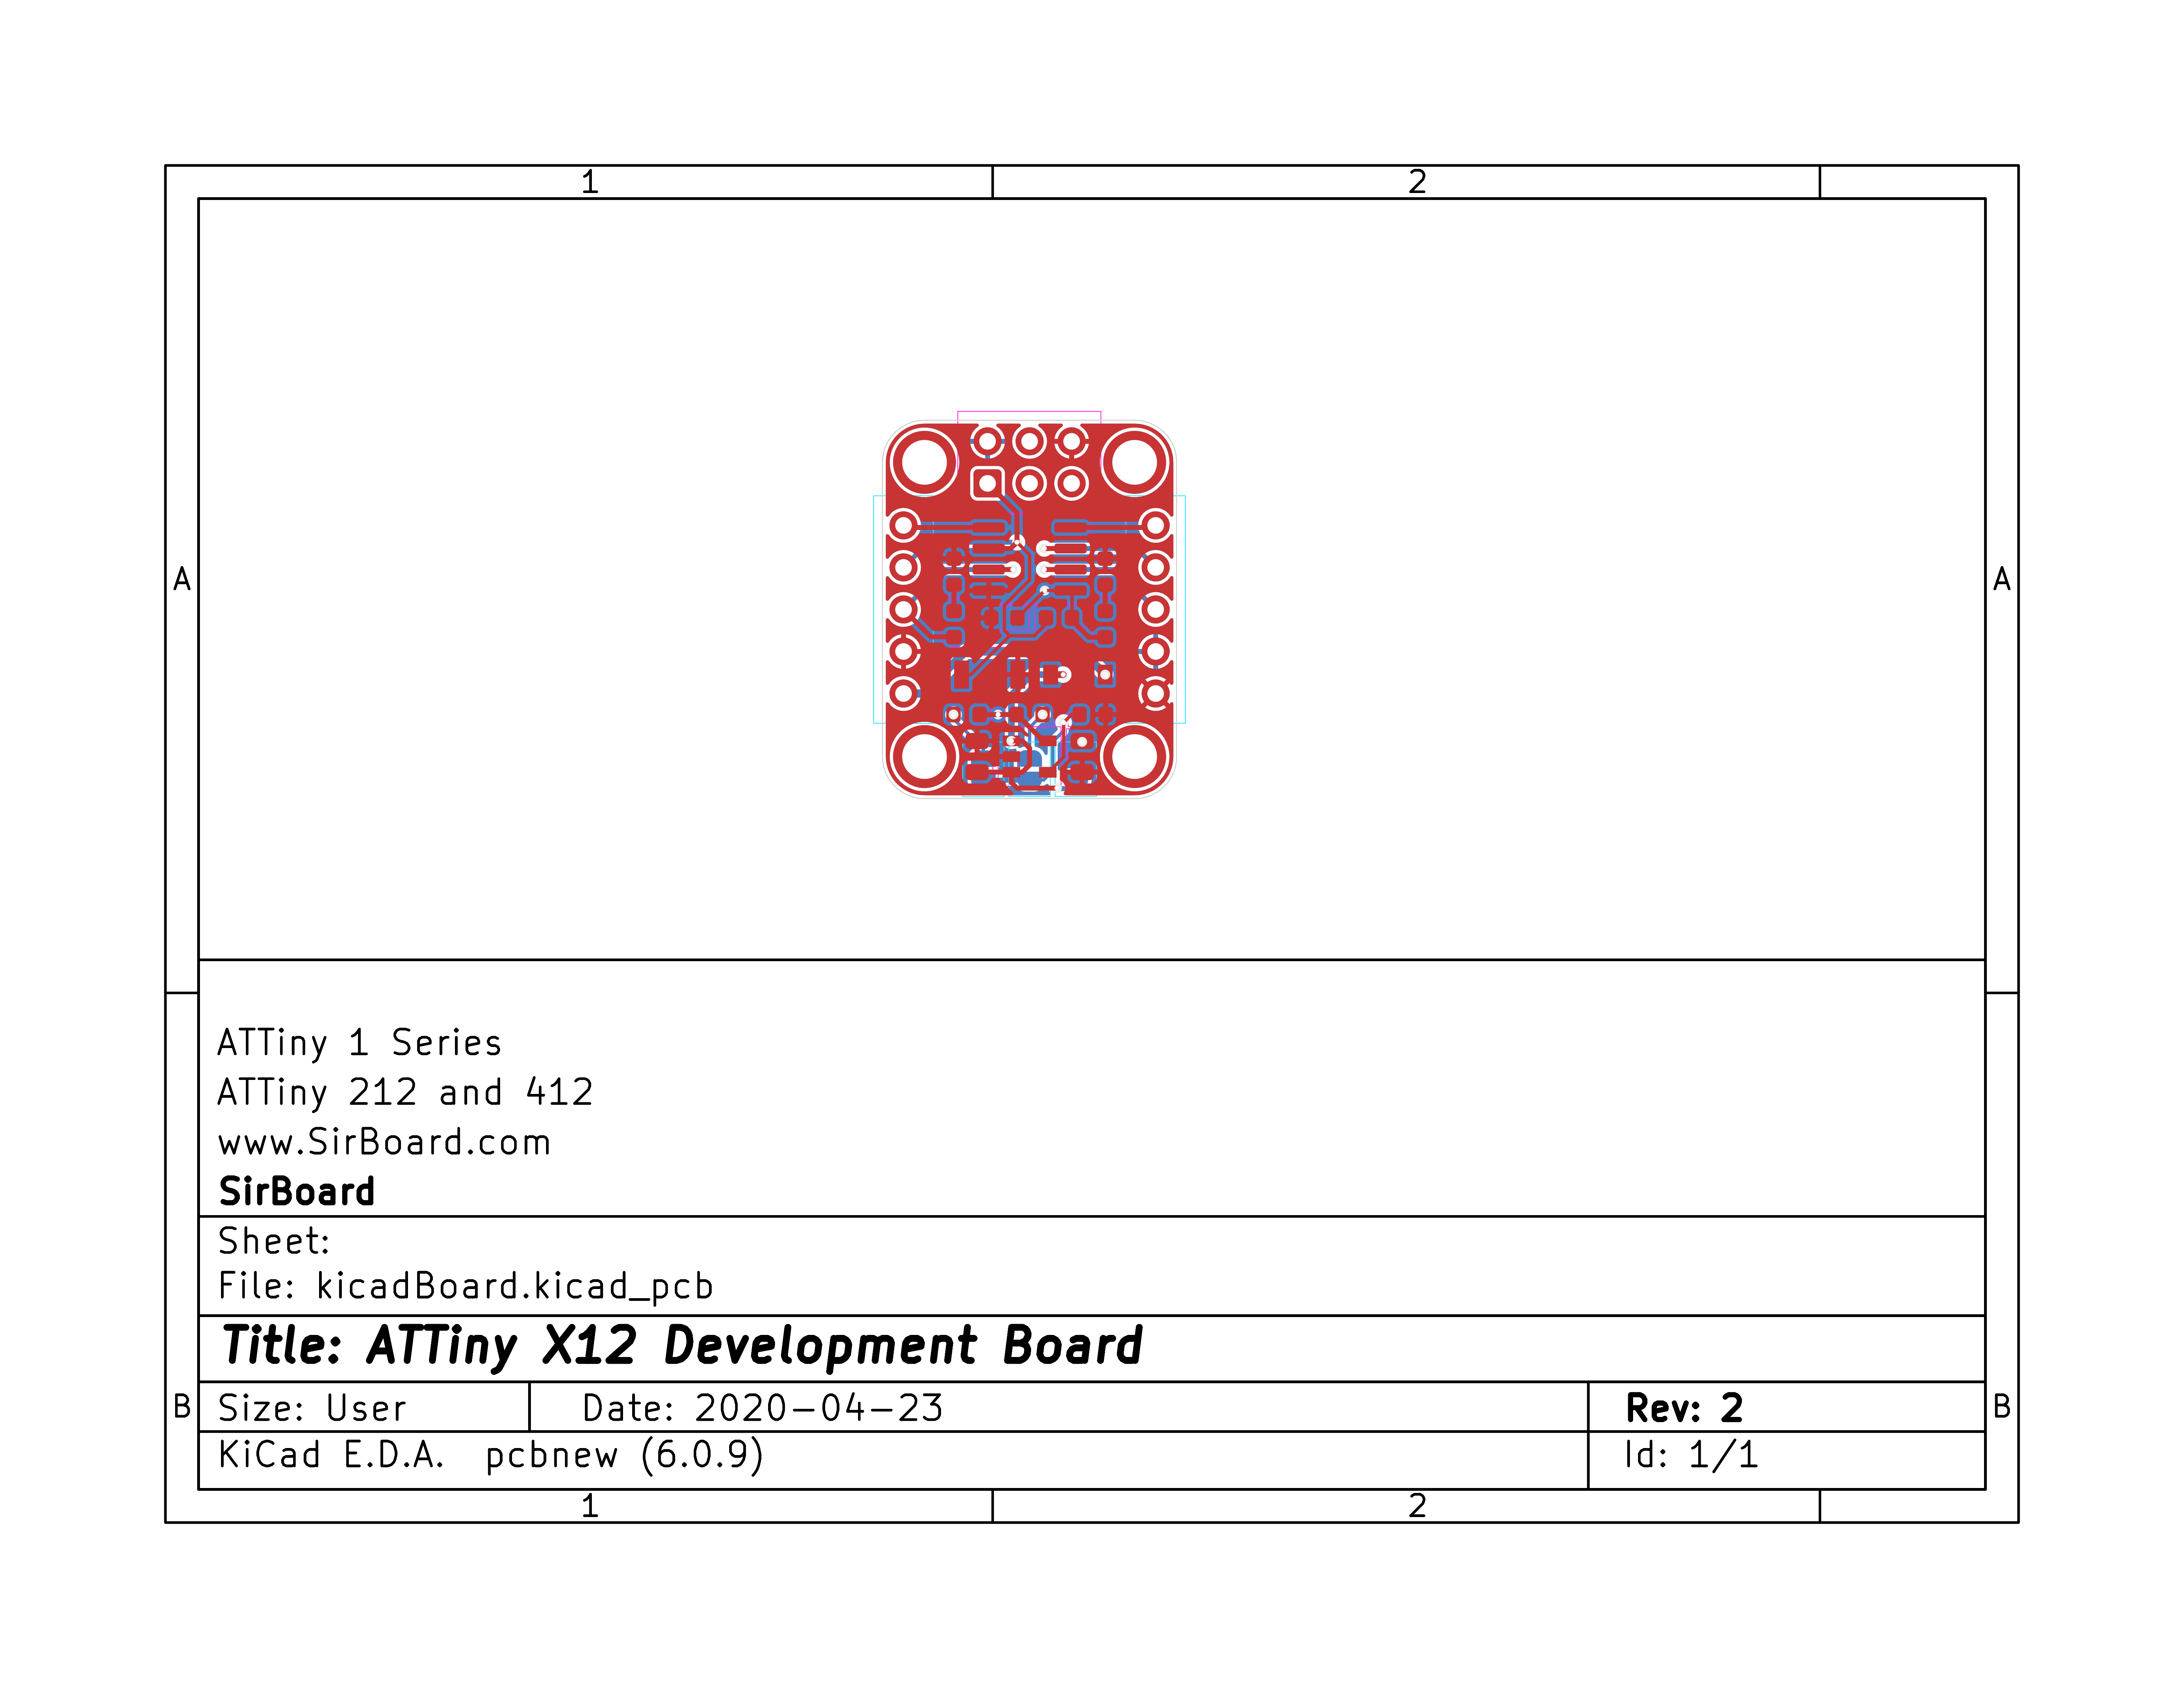 1 2
A A
ATTiny 1 Series
ATTiny 212 and 412
www.SirBoard.com
SirBoard
Sheet:
File: kicadBoard.kicad_pcb
Title: ATTiny X12 Development Board
B Size: User Date: 2020-04-23 Rev: 2 B
KiCad E.D.A. pcbnew (6.0.9) Id: 1/1
1 2